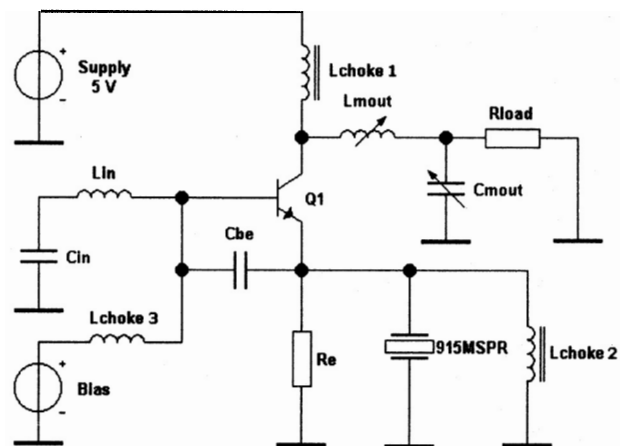 Supply
5 V
+
-
Lchoke 1
Lmout
Rload
Cmout
Lin
Q1
Cin
Cbe
Lchoke 3
Bias
+
-
Re
915MSPR
Lchoke 2